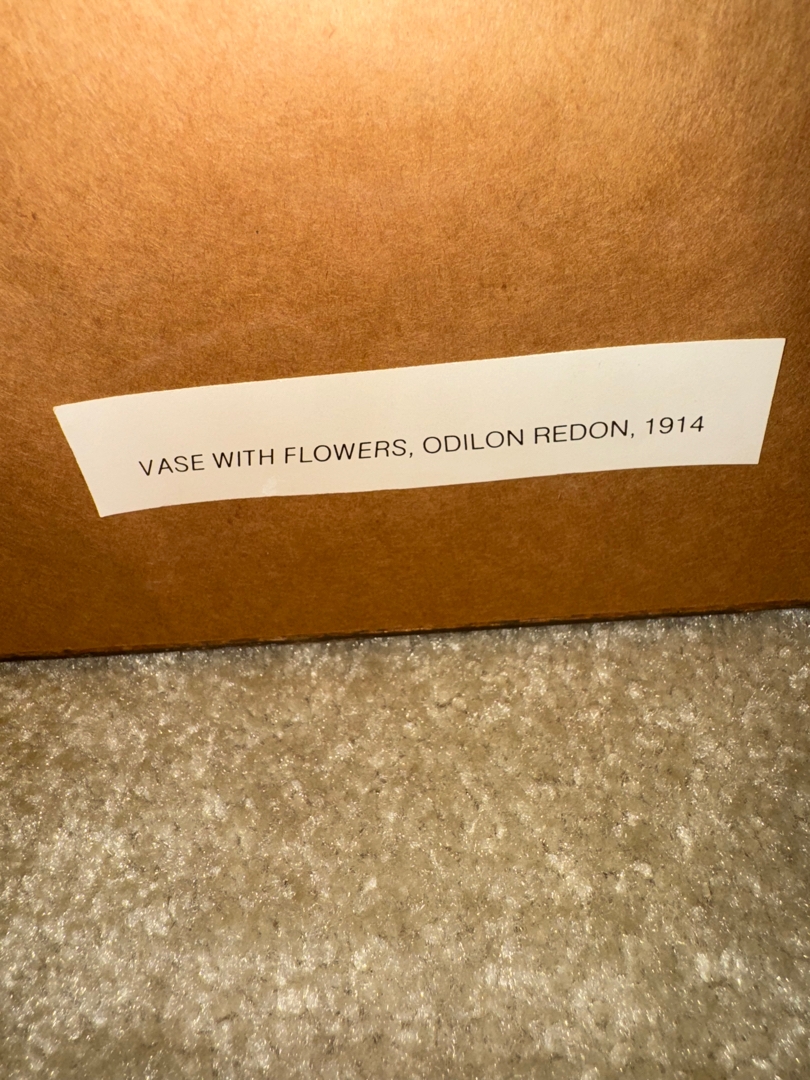 VASE WITH FLOWERS, ODILON REDON, 1914